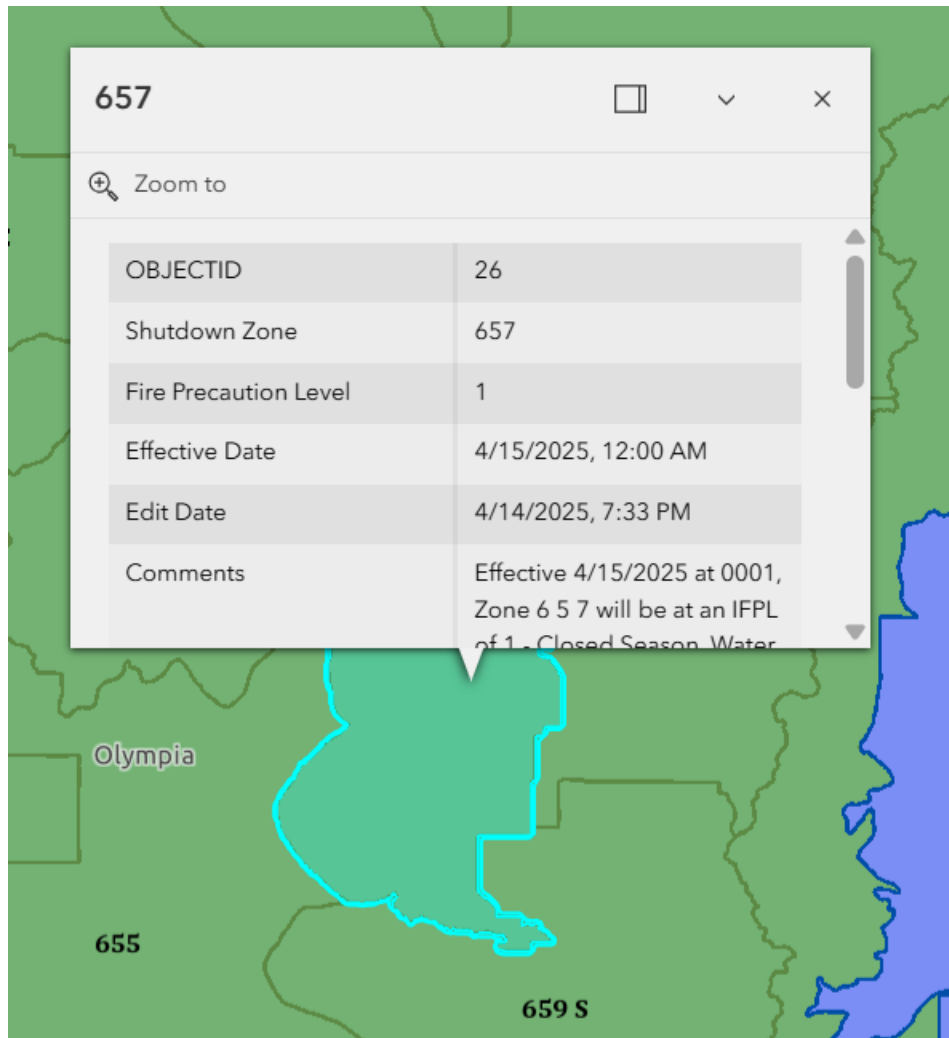 657
Zoom to
OBJECTID 26
Shutdown Zone 657
Fire Precaution Level 1
Effective Date 4/15/2025, 12:00 AM
Edit Date 4/14/2025, 7:33 PM
Comments Effective 4/15/2025 at 0001,
Zone 6 5 7 will be at an IFPL
of 1 - Closed Season. Water
Olympia
655
659 S